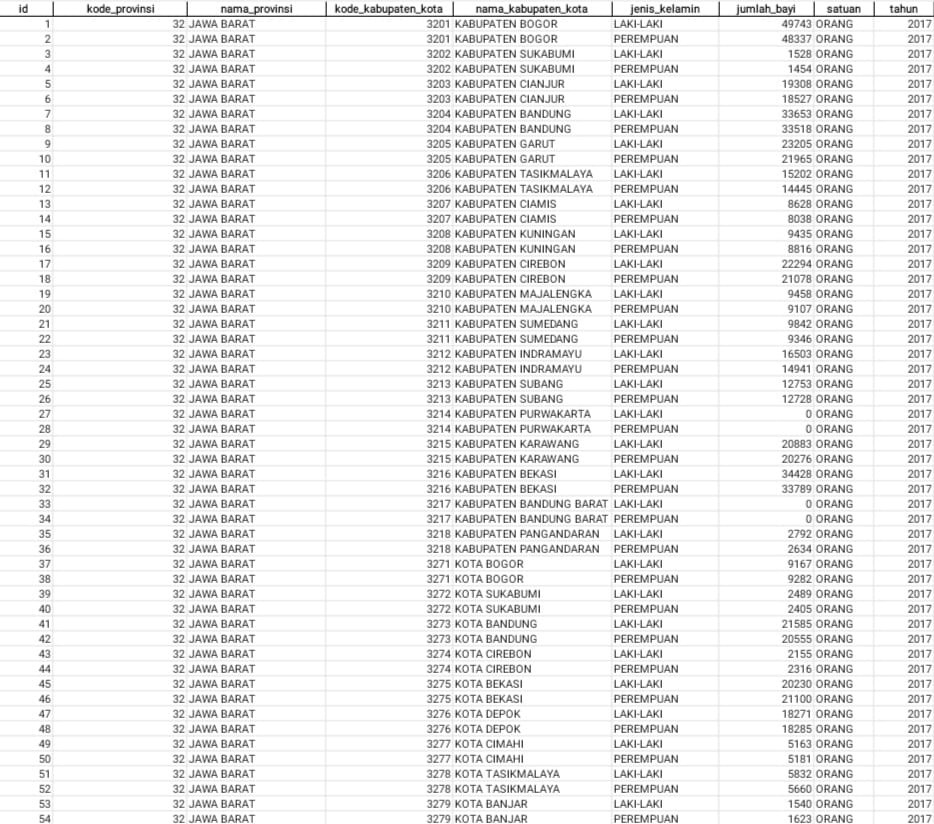 id kode_provinsi nama_provinsi kode_kabupaten_kota nama_kabupaten_kota jenis_kelamin jumlah_bayi satuan tahun
1 32 JAWA BARAT 3201 KABUPATEN BOGOR LAKI-LAKI 49743 ORANG 2017
2 32 JAWA BARAT 3201 KABUPATEN BOGOR PEREMPUAN 48337 ORANG 2017
3 32 JAWA BARAT 3202 KABUPATEN SUKABUMI LAKI-LAKI 1528 ORANG 2017
4 32 JAWA BARAT 3202 KABUPATEN SUKABUMI PEREMPUAN 1454 ORANG 2017
5 32 JAWA BARAT 3203 KABUPATEN CIANJUR LAKI-LAKI 19308 ORANG 2017
6 32 JAWA BARAT 3203 KABUPATEN CIANJUR PEREMPUAN 18527 ORANG 2017
7 32 JAWA BARAT 3204 KABUPATEN BANDUNG LAKI-LAKI 33653 ORANG 2017
8 32 JAWA BARAT 3204 KABUPATEN BANDUNG PEREMPUAN 33518 ORANG 2017
9 32 JAWA BARAT 3205 KABUPATEN GARUT LAKI-LAKI 23205 ORANG 2017
10 32 JAWA BARAT 3205 KABUPATEN GARUT PEREMPUAN 21965 ORANG 2017
11 32 JAWA BARAT 3206 KABUPATEN TASIKMALAYA LAKI-LAKI 15202 ORANG 2017
12 32 JAWA BARAT 3206 KABUPATEN TASIKMALAYA PEREMPUAN 14445 ORANG 2017
13 32 JAWA BARAT 3207 KABUPATEN CIAMIS LAKI-LAKI 8628 ORANG 2017
14 32 JAWA BARAT 3207 KABUPATEN CIAMIS PEREMPUAN 8038 ORANG 2017
15 32 JAWA BARAT 3208 KABUPATEN KUNINGAN LAKI-LAKI 9435 ORANG 2017
16 32 JAWA BARAT 3208 KABUPATEN KUNINGAN PEREMPUAN 8816 ORANG 2017
17 32 JAWA BARAT 3209 KABUPATEN CIREBON LAKI-LAKI 22294 ORANG 2017
18 32 JAWA BARAT 3209 KABUPATEN CIREBON PEREMPUAN 21078 ORANG 2017
19 32 JAWA BARAT 3210 KABUPATEN MAJALENGKA LAKI-LAKI 9458 ORANG 2017
20 32 JAWA BARAT 3210 KABUPATEN MAJALENGKA PEREMPUAN 9107 ORANG 2017
21 32 JAWA BARAT 3211 KABUPATEN SUMEDANG LAKI-LAKI 9842 ORANG 2017
22 32 JAWA BARAT 3211 KABUPATEN SUMEDANG PEREMPUAN 9346 ORANG 2017
23 32 JAWA BARAT 3212 KABUPATEN INDRAMAYU LAKI-LAKI 16503 ORANG 2017
24 32 JAWA BARAT 3212 KABUPATEN INDRAMAYU PEREMPUAN 14941 ORANG 2017
25 32 JAWA BARAT 3213 KABUPATEN SUBANG LAKI-LAKI 12753 ORANG 2017
26 32 JAWA BARAT 3213 KABUPATEN SUBANG PEREMPUAN 12728 ORANG 2017
27 32 JAWA BARAT 3214 KABUPATEN PURWAKARTA LAKI-LAKI 0 ORANG 2017
28 32 JAWA BARAT 3214 KABUPATEN PURWAKARTA PEREMPUAN 0 ORANG 2017
29 32 JAWA BARAT 3215 KABUPATEN KARAWANG LAKI-LAKI 20883 ORANG 2017
30 32 JAWA BARAT 3215 KABUPATEN KARAWANG PEREMPUAN 20276 ORANG 2017
31 32 JAWA BARAT 3216 KABUPATEN BEKASI LAKI-LAKI 34428 ORANG 2017
32 32 JAWA BARAT 3216 KABUPATEN BEKASI PEREMPUAN 33789 ORANG 2017
33 32 JAWA BARAT 3217 KABUPATEN BANDUNG BARAT LAKI-LAKI 0 ORANG 2017
34 32 JAWA BARAT 3217 KABUPATEN BANDUNG BARAT PEREMPUAN 0 ORANG 2017
35 32 JAWA BARAT 3218 KABUPATEN PANGANDARAN LAKI-LAKI 2792 ORANG 2017
36 32 JAWA BARAT 3218 KABUPATEN PANGANDARAN PEREMPUAN 2634 ORANG 2017
37 32 JAWA BARAT 3271 KOTA BOGOR LAKI-LAKI 9167 ORANG 2017
38 32 JAWA BARAT 3271 KOTA BOGOR PEREMPUAN 9282 ORANG 2017
39 32 JAWA BARAT 3272 KOTA SUKABUMI LAKI-LAKI 2489 ORANG 2017
40 32 JAWA BARAT 3272 KOTA SUKABUMI PEREMPUAN 2405 ORANG 2017
41 32 JAWA BARAT 3273 KOTA BANDUNG LAKI-LAKI 21585 ORANG 2017
42 32 JAWA BARAT 3273 KOTA BANDUNG PEREMPUAN 20555 ORANG 2017
43 32 JAWA BARAT 3274 KOTA CIREBON LAKI-LAKI 2155 ORANG 2017
44 32 JAWA BARAT 3274 KOTA CIREBON PEREMPUAN 2316 ORANG 2017
45 32 JAWA BARAT 3275 KOTA BEKASI LAKI-LAKI 20230 ORANG 2017
46 32 JAWA BARAT 3275 KOTA BEKASI PEREMPUAN 21100 ORANG 2017
47 32 JAWA BARAT 3276 KOTA DEPOK LAKI-LAKI 18271 ORANG 2017
48 32 JAWA BARAT 3276 KOTA DEPOK PEREMPUAN 18285 ORANG 2017
49 32 JAWA BARAT 3277 KOTA CIMAHI LAKI-LAKI 5163 ORANG 2017
50 32 JAWA BARAT 3277 KOTA CIMAHI PEREMPUAN 5181 ORANG 2017
51 32 JAWA BARAT 3278 KOTA TASIKMALAYA LAKI-LAKI 5832 ORANG 2017
52 32 JAWA BARAT 3278 KOTA TASIKMALAYA PEREMPUAN 5660 ORANG 2017
53 32 JAWA BARAT 3279 KOTA BANJAR LAKI-LAKI 1540 ORANG 2017
54 32 JAWA BARAT 3279 KOTA BANJAR PEREMPUAN 1623 ORANG 2017